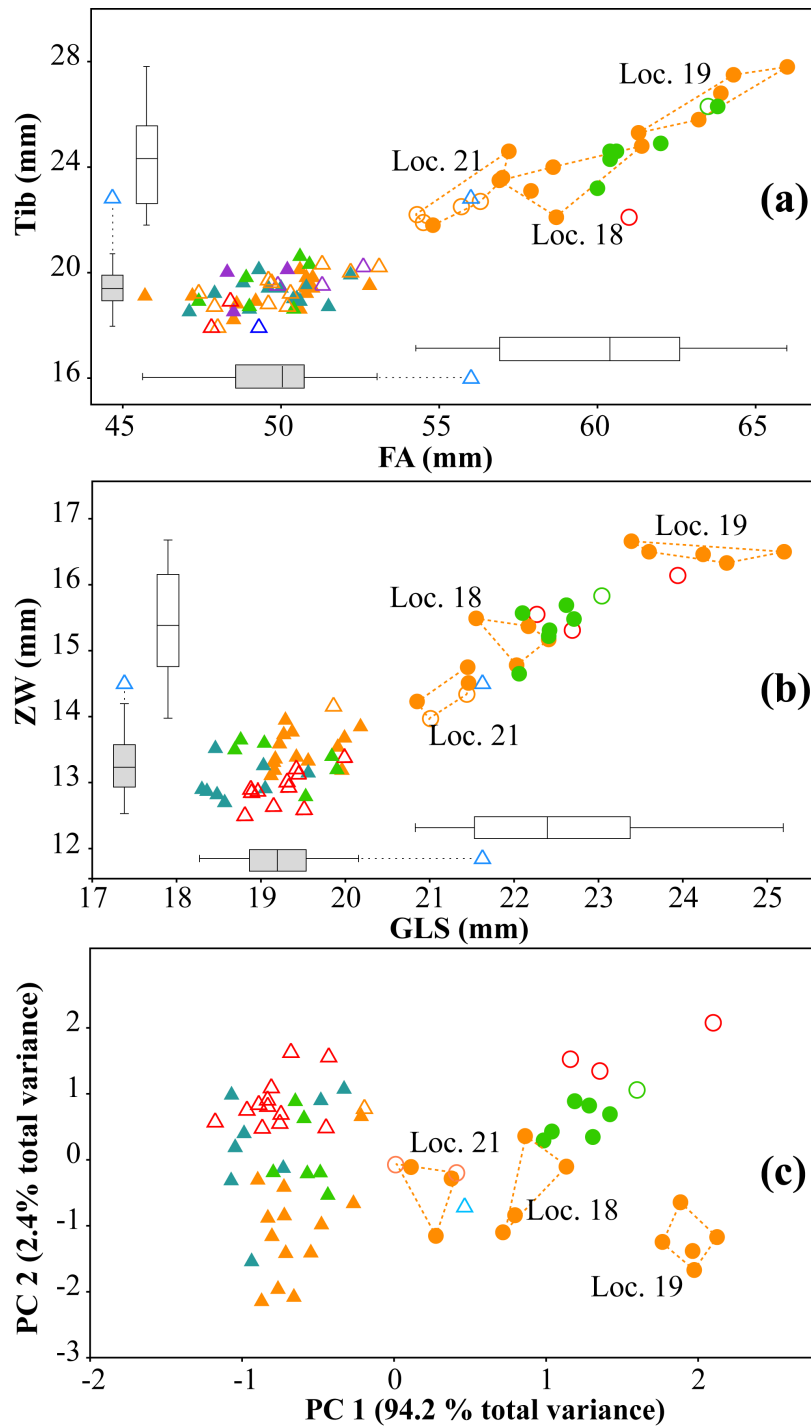 28
Loc. 19
Tib (mm)
24
Loc. 21
(a)
Loc. 18
20
16
45 50 55 60 65
FA (mm)
17
Loc. 19
16
Loc. 18
ZW (mm)
15
(b)
14
Loc. 21
13
12
17 18 19 20 21 22 23 24 25
GLS (mm)
PC 2 (2.4% total variance)
2
1
Loc. 21
0
(c)
Loc. 18
-1
Loc. 19
-2
-3
-2 -1 0 1 2
PC 1 (94.2 % total variance)